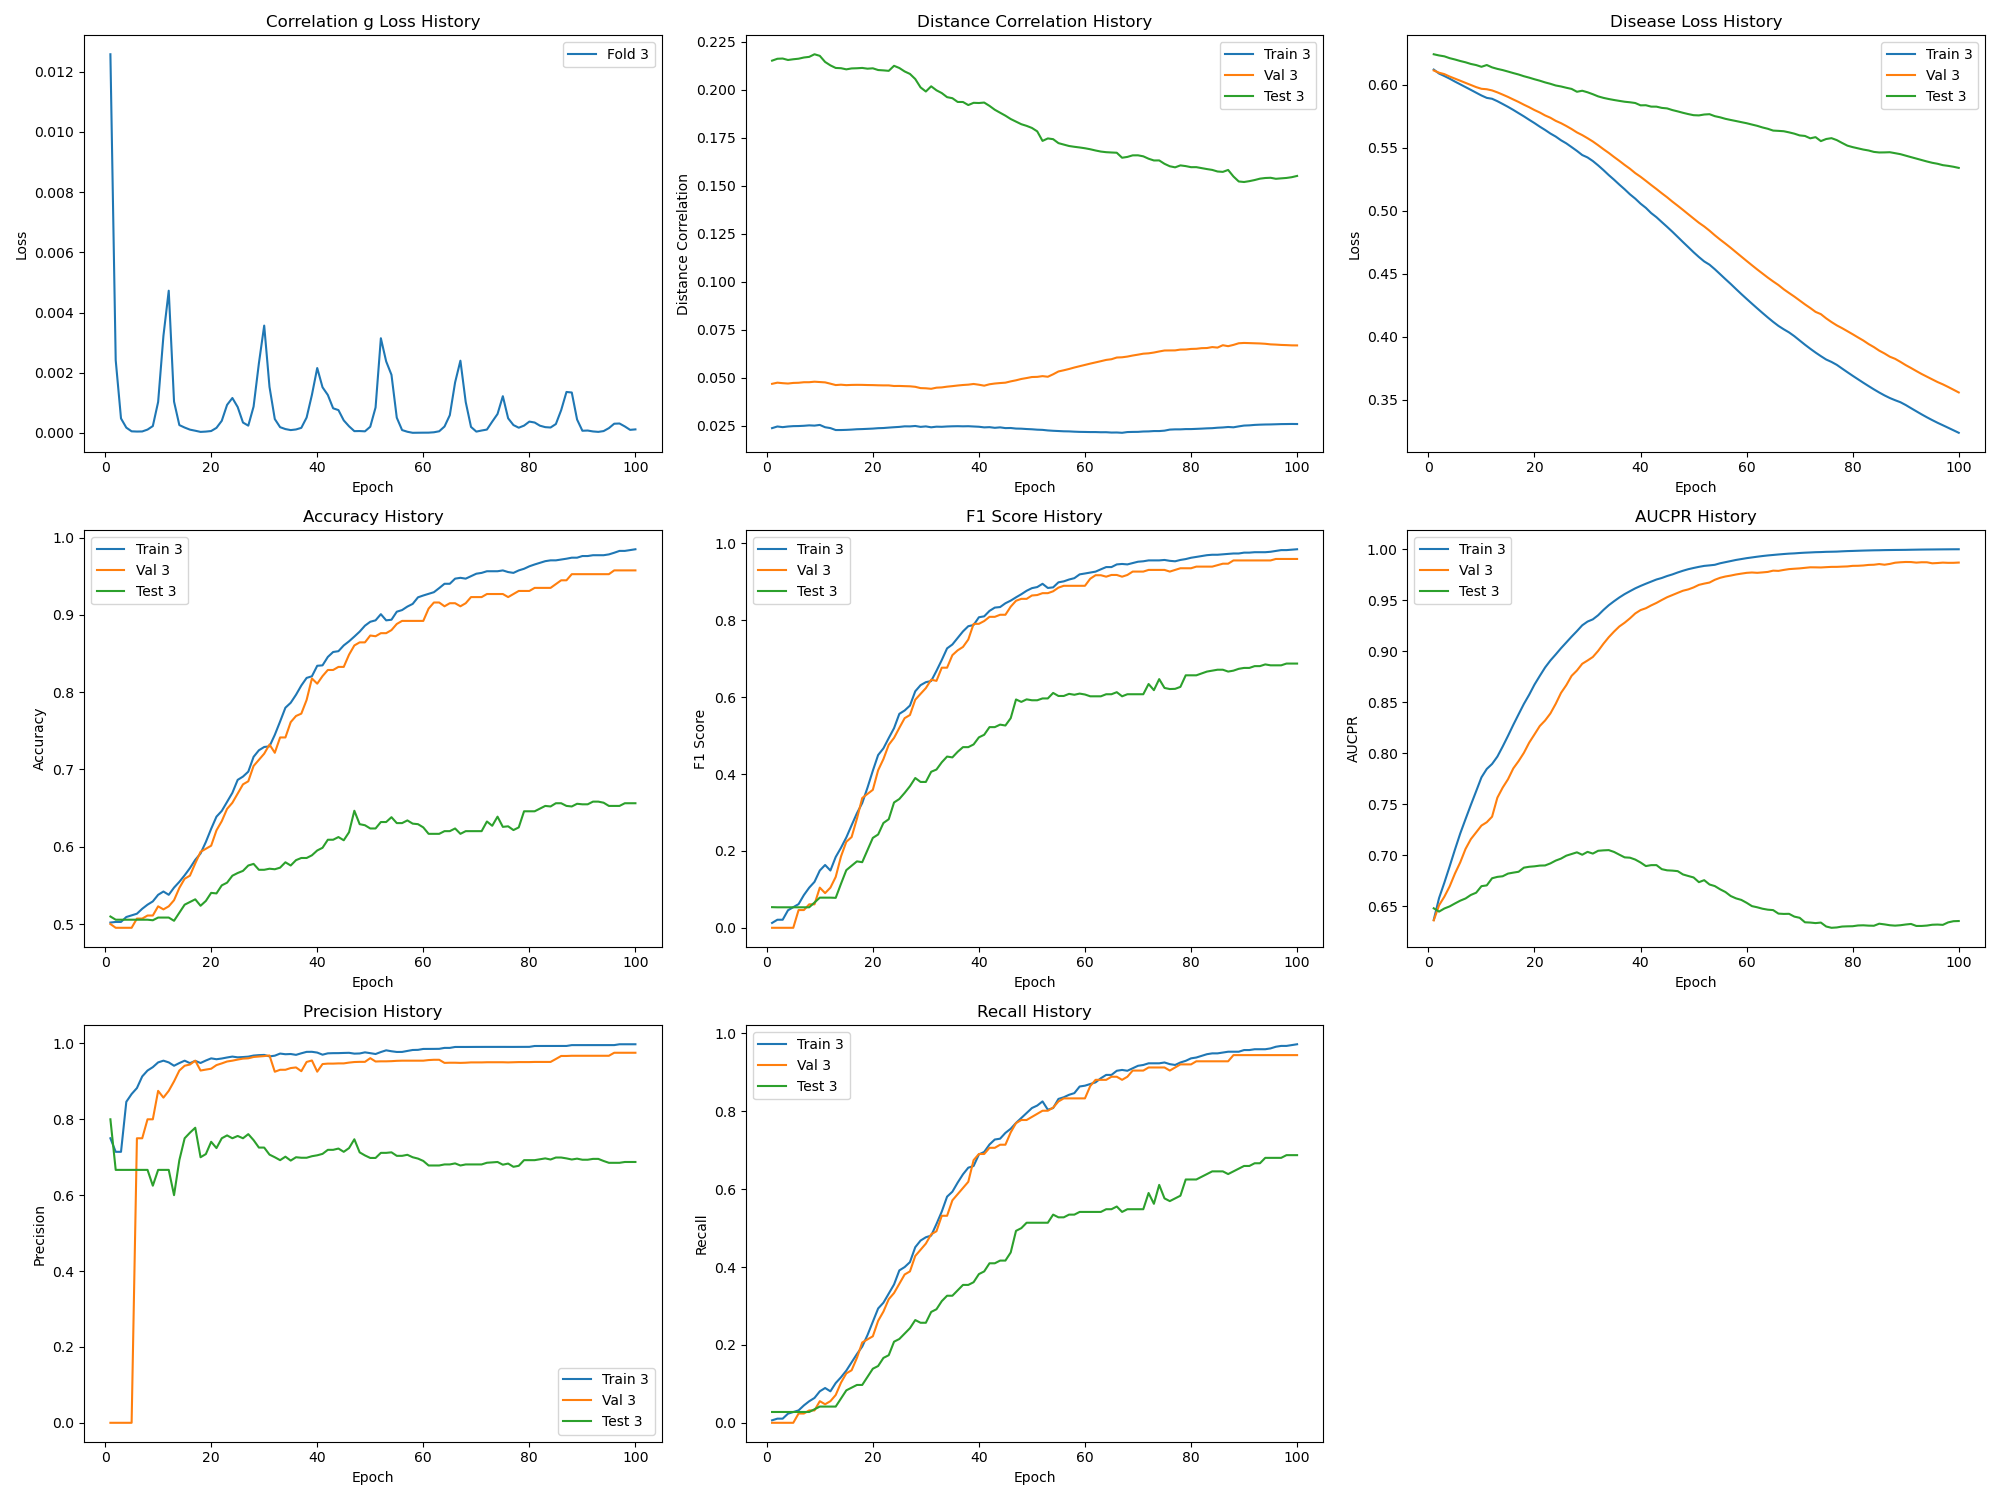 Correlation g Loss History
Fold 3
0.012
0.010
0.008
0.006
0.004
0.002
0.000
Loss
0 20 40 60 80 100
Epoch
Distance Correlation History
Train 3
Val 3
Test 3
0.225
0.200
0.175
0.150
0.125
0.100
0.075
0.050
0.025
Distance Correlation
0 20 40 60 80 100
Epoch
Disease Loss History
Train 3
Val 3
Test 3
0.60
0.55
0.50
0.45
0.40
0.35
Loss
0 20 40 60 80 100
Epoch
Accuracy History
Train 3
Val 3
Test 3
1.0
0.9
0.8
0.7
0.6
0.5
Accuracy
0 20 40 60 80 100
Epoch
F1 Score History
Train 3
Val 3
Test 3
1.0
0.8
0.6
0.4
0.2
0.0
F1 Score
0 20 40 60 80 100
Epoch
AUCPR History
Train 3
Val 3
Test 3
1.00
0.95
0.90
0.85
0.80
0.75
0.70
0.65
AUCPR
0 20 40 60 80 100
Epoch
Precision History
1.0
0.8
0.6
0.4
0.2
0.0
Precision
Train 3
Val 3
Test 3
0 20 40 60 80 100
Epoch
Recall History
Train 3
Val 3
Test 3
1.0
0.8
0.6
0.4
0.2
0.0
Recall
0 20 40 60 80 100
Epoch